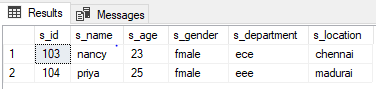 Results Messages
s_id s_name s_age s_gender s_department s_location
1 103 nancy 23 fmale ece chennai
2 104 priya 25 fmale eee madurai